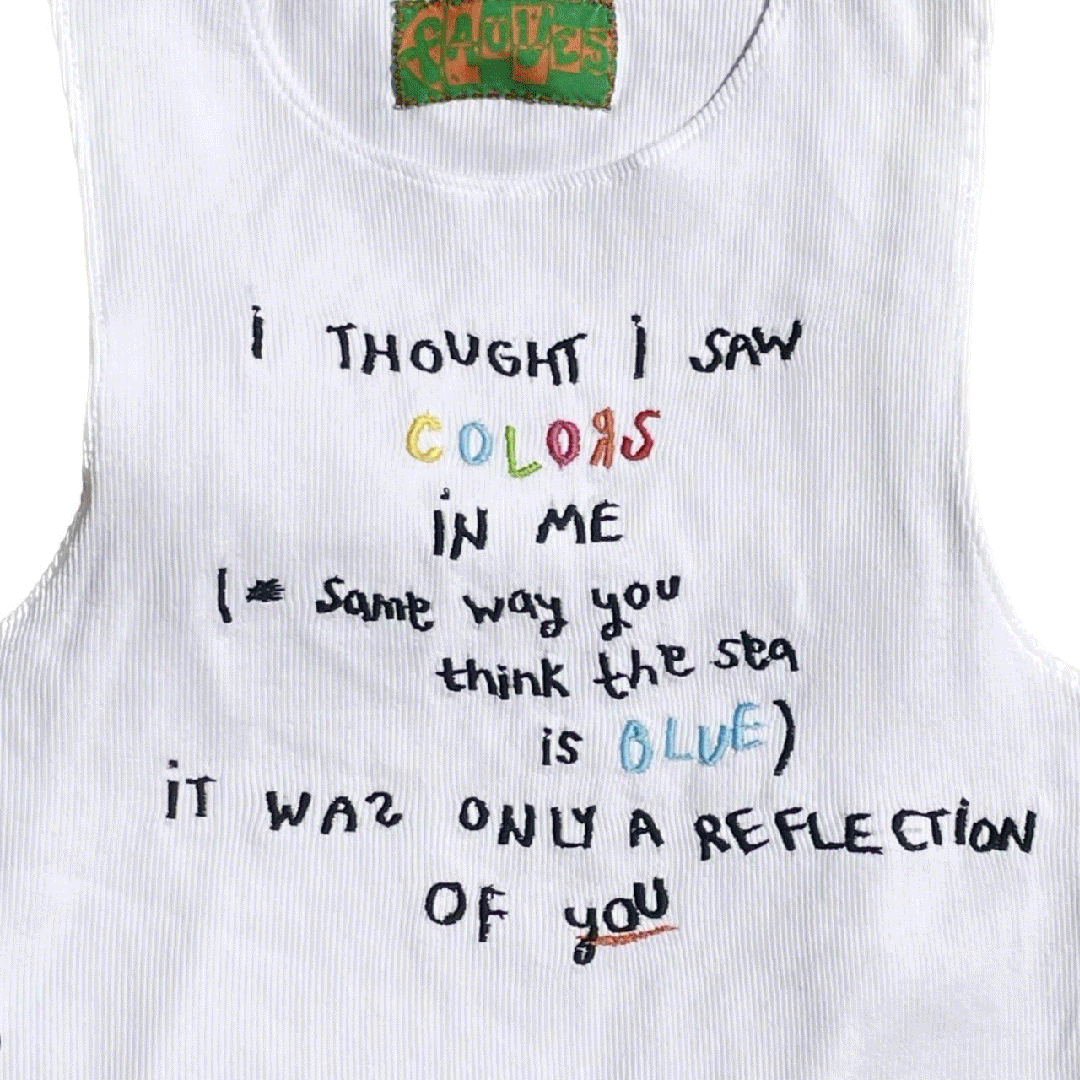 fAULES
i THOUGHT i SAW
COLORS
iN ME
(* same way you
think the sea
is BLUE)
iT WAS ONLY A REFLECTiON
OF you